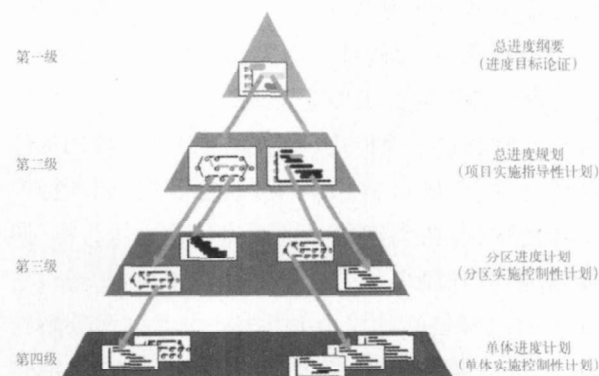 第一级
总进度纲要
(进度目标论证)
第二级
总进度规划
(项目实施指导性计划)
第三级
分区进度计划
(分区实施控制性计划)
第四级
单体进度计划
(单体实施控制性计划)